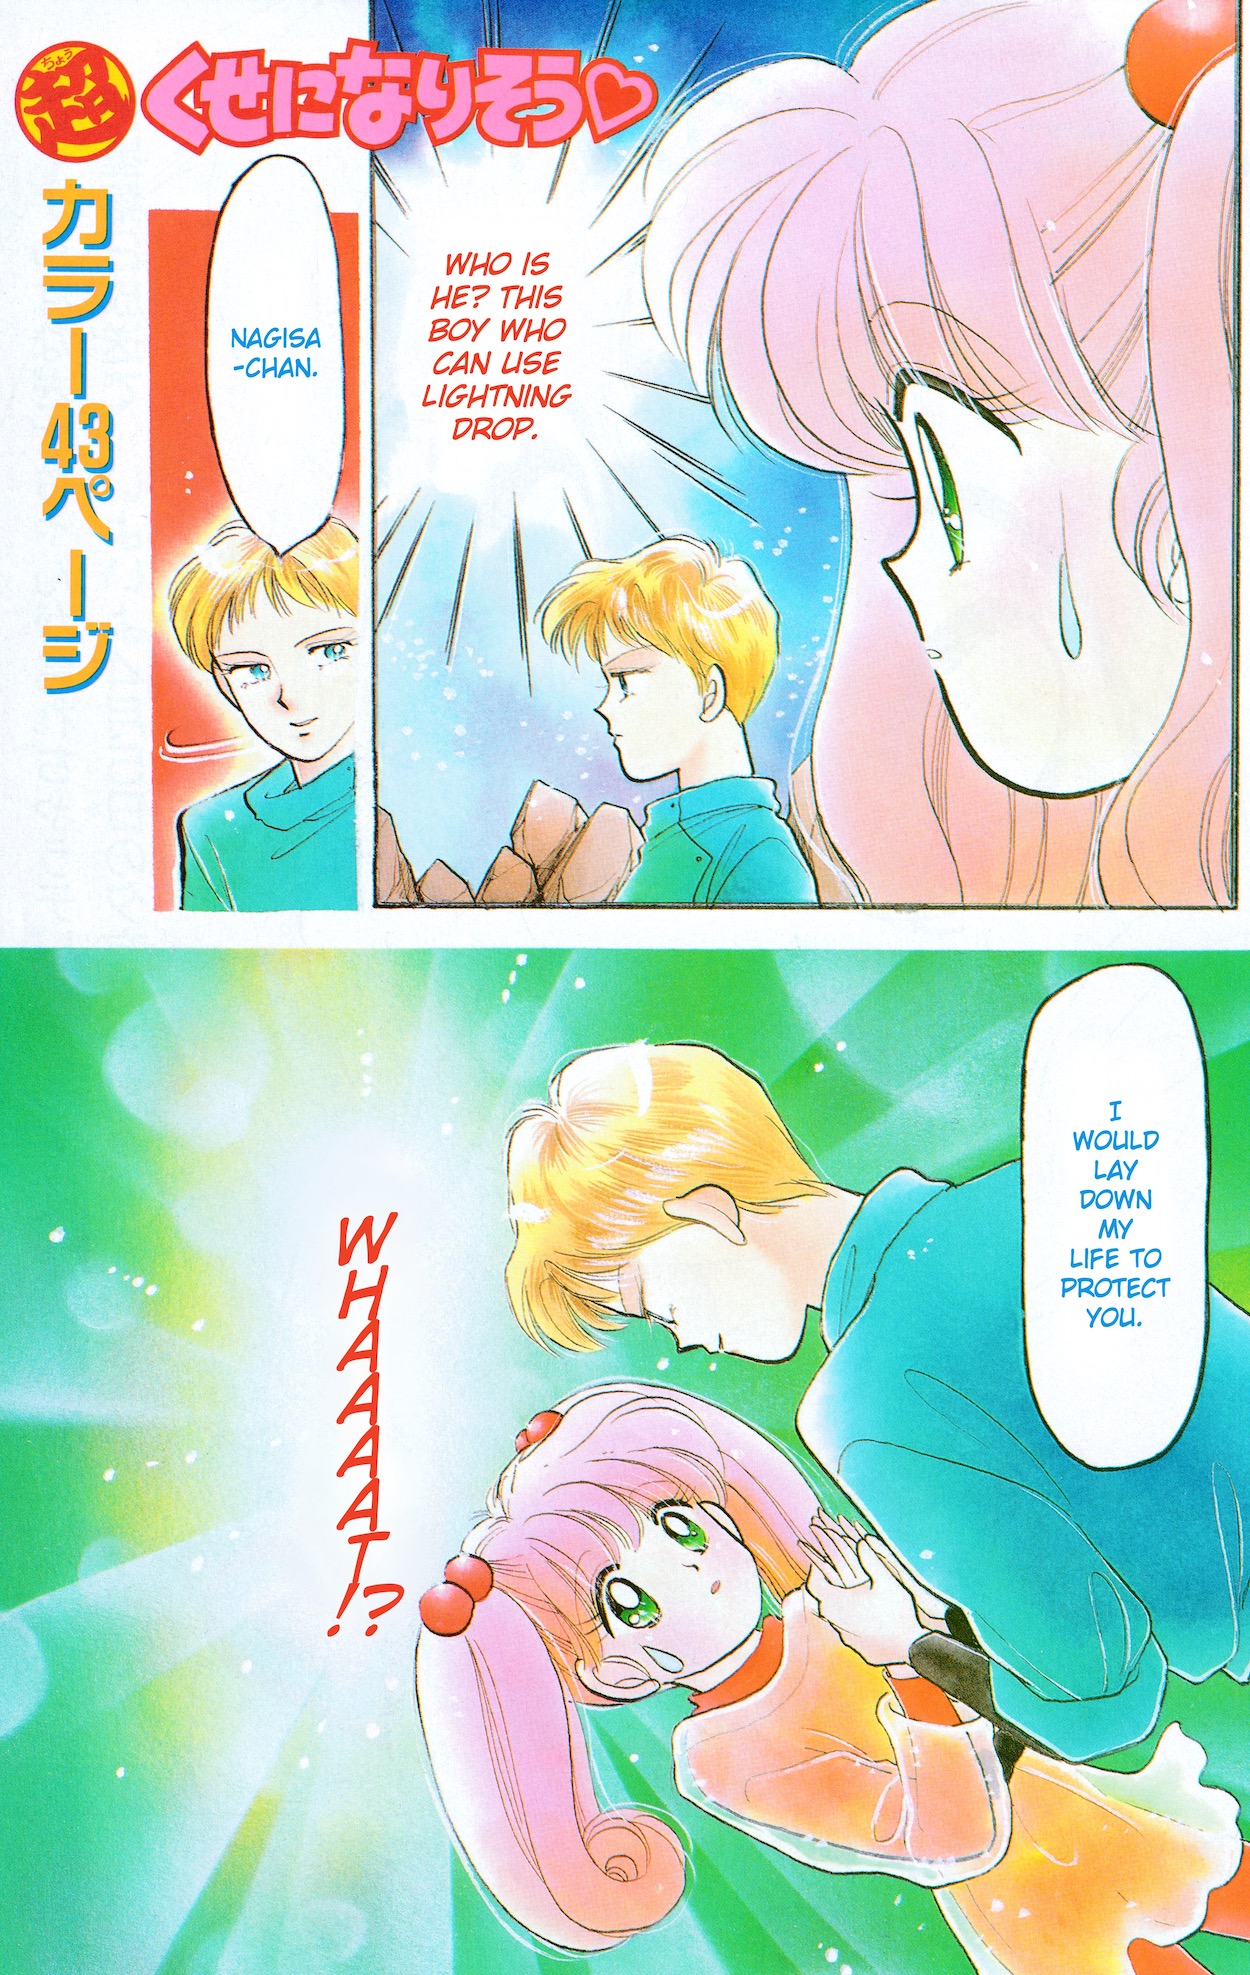 ちょう
超 くせになりそう♡
カラー43ページ
WHO IS
HE? THIS
BOY WHO
CAN USE
LIGHTNING
DROP.
NAGISA
-CHAN.
I
WOULD
LAY
DOWN
MY
LIFE TO
PROTECT
YOU.
WHAAAAT!?